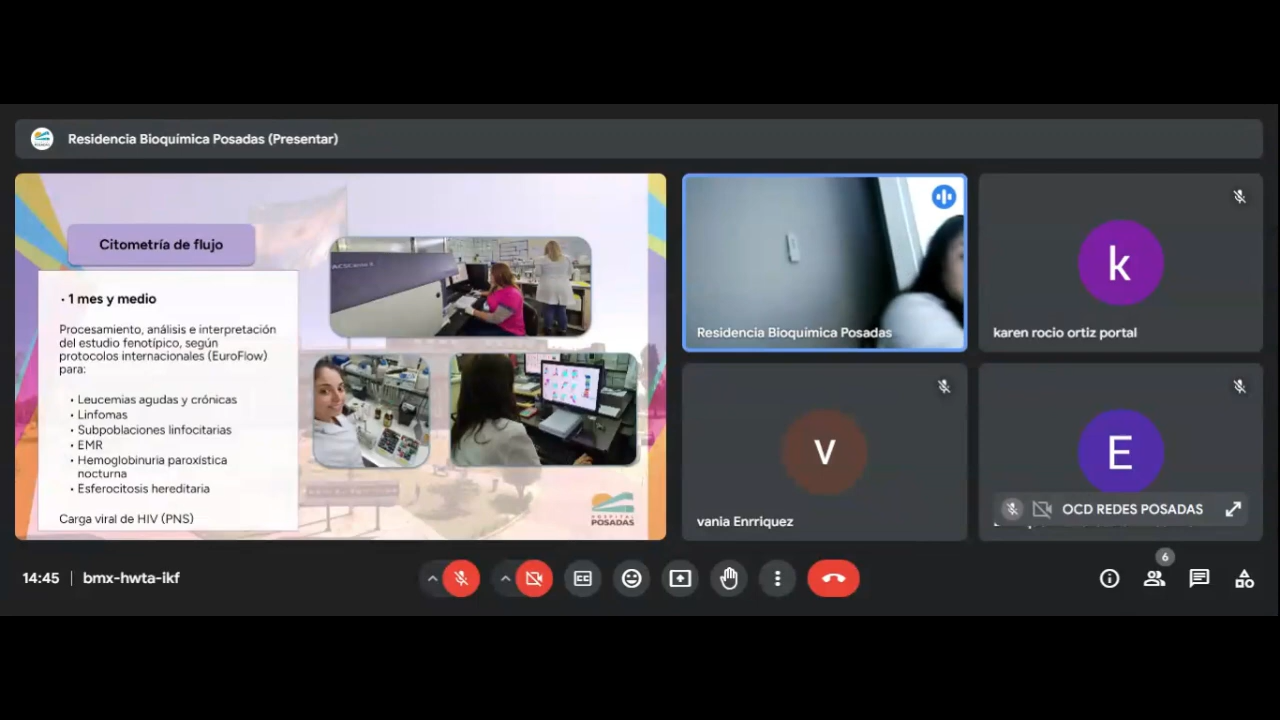 Residencia Bioquímica Posadas (Presentar)
Citometría de flujo
• 1 mes y medio
Procesamiento, análisis e interpretación
del estudio fenotípico, según
protocolos internacionales (EuroFlow)
para:
• Leucemias agudas y crónicas
• Linfomas
• Subpoblaciones linfocitarias
• EMR
• Hemoglobinuria paroxística
nocturna
• Esferocitosis hereditaria
Carga viral de HIV (PNS)
HOSPITAL
POSADAS
Residencia Bioquímica Posadas
k
karen rocio ortiz portal
V
vania Enrriquez
E
OCD REDES POSADAS
14:45 | bmx-hwta-ikf
6